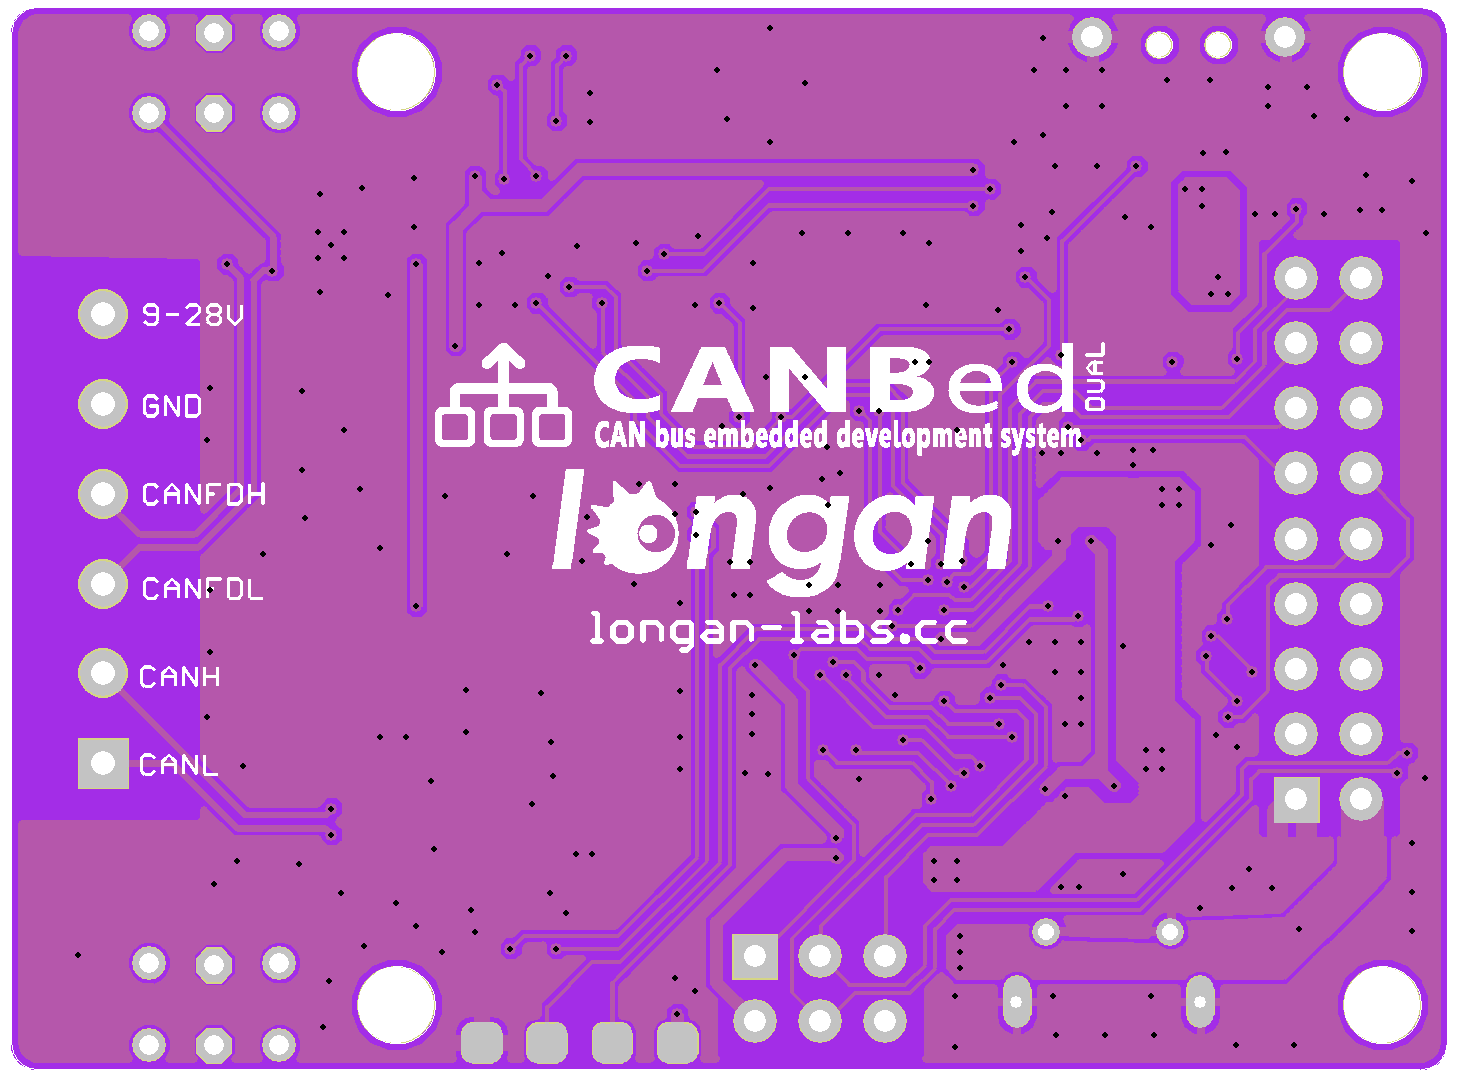 9-28V
GND
CANFDH
CANFDL
CANH
CANL
CANBed
DUAL
CAN bus embedded development system
longan
longan-labs.cc